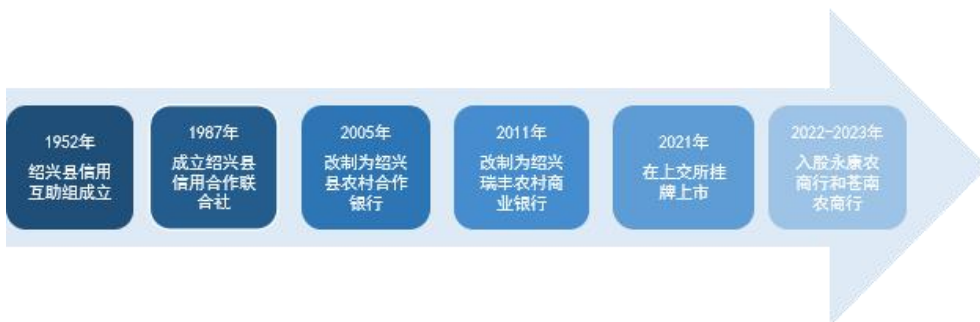 1952年
绍兴县信用
互助组成立
1987年
成立绍兴县
信用合作联
合社
2005年
改制为绍兴
县农村合作
银行
2011年
改制为绍兴
瑞丰农村商
业银行
2021年
在上交所挂
牌上市
2022-2023年
入股永康农
商行和苍南
农商行